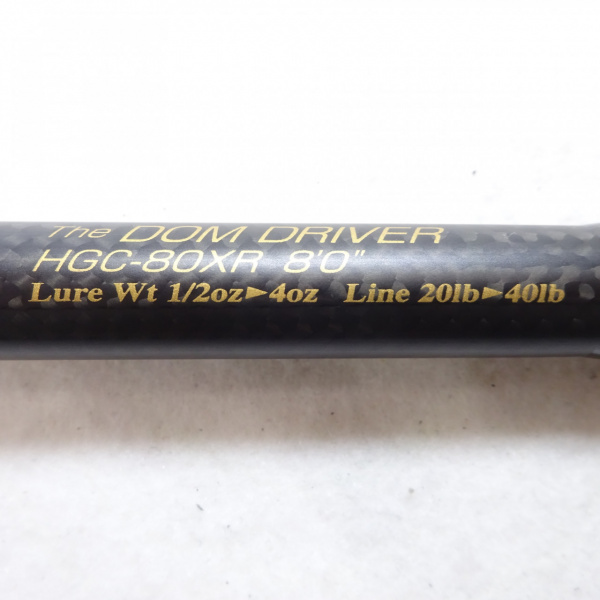 The DOM DRIVER
HGC-80XR 8'0"
Lure Wt 1/2oz►4oz Line 20lb►40lb